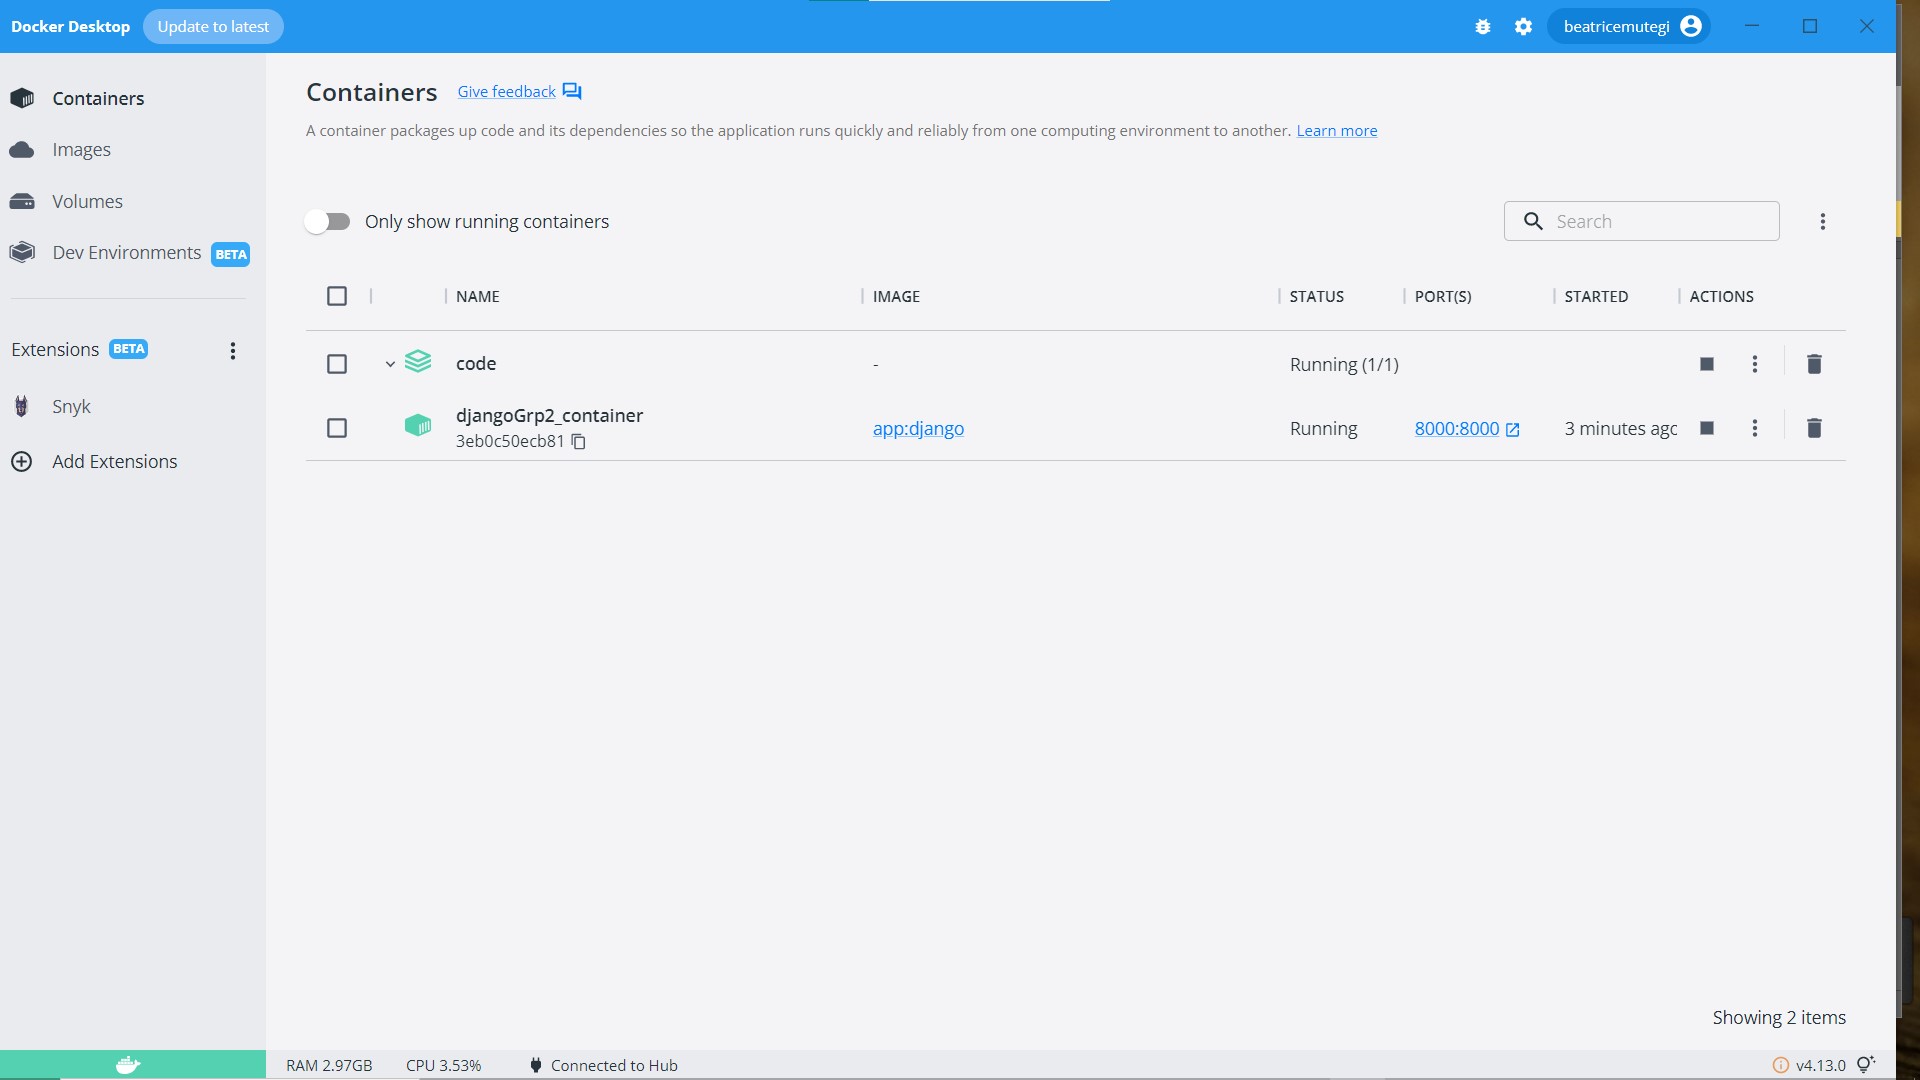 Docker Desktop
Update to latest
beatricemutegi
Containers
Images
Volumes
Dev Environments BETA
Extensions BETA
Snyk
Add Extensions
Containers
Give feedback
A container packages up code and its dependencies so the application runs quickly and reliably from one computing environment to another. Learn more
Only show running containers
Search
NAME IMAGE STATUS PORT(S) STARTED ACTIONS
code - Running (1/1)
djangoGrp2_container
3eb0c50ecb81
app:django Running 8000:8000 3 minutes agc
Showing 2 items
RAM 2.97GB CPU 3.53% Connected to Hub v4.13.0